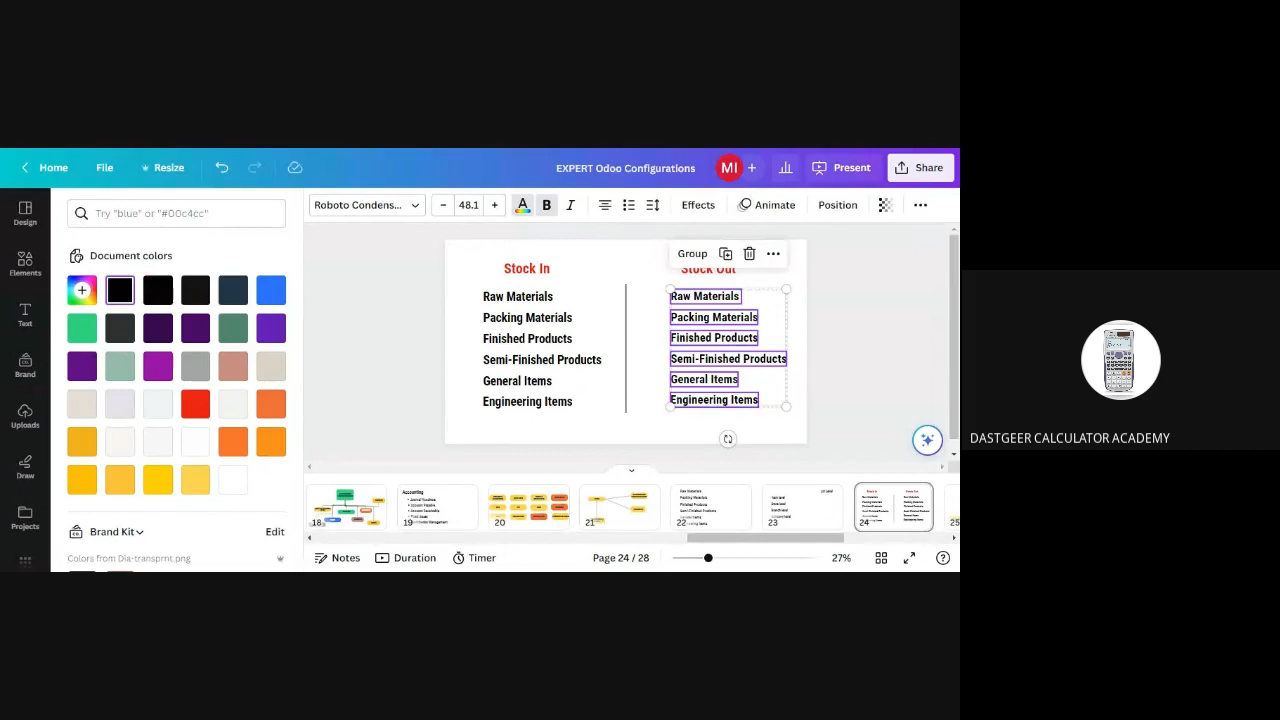 Home File Resize EXPERT Odoo Configurations MI + Present Share
Design
Elements
Text
Brand
Uploads
Draw
Projects
Try "blue" or "#00c4cc"
Document colors
Brand Kit Edit
Colors from Dia-transprnt.png
Roboto Condens... − 48.1 + A B I Effects Animate Position
Group
Stock In
Raw Materials
Packing Materials
Finished Products
Semi-Finished Products
General Items
Engineering Items
Stock Out
Raw Materials
Packing Materials
Finished Products
Semi-Finished Products
General Items
Engineering Items
18 19 20 21 22 23 24 25
Accounting
Notes Duration Timer Page 24 / 28 27%
DASTGEER CALCULATOR ACADEMY